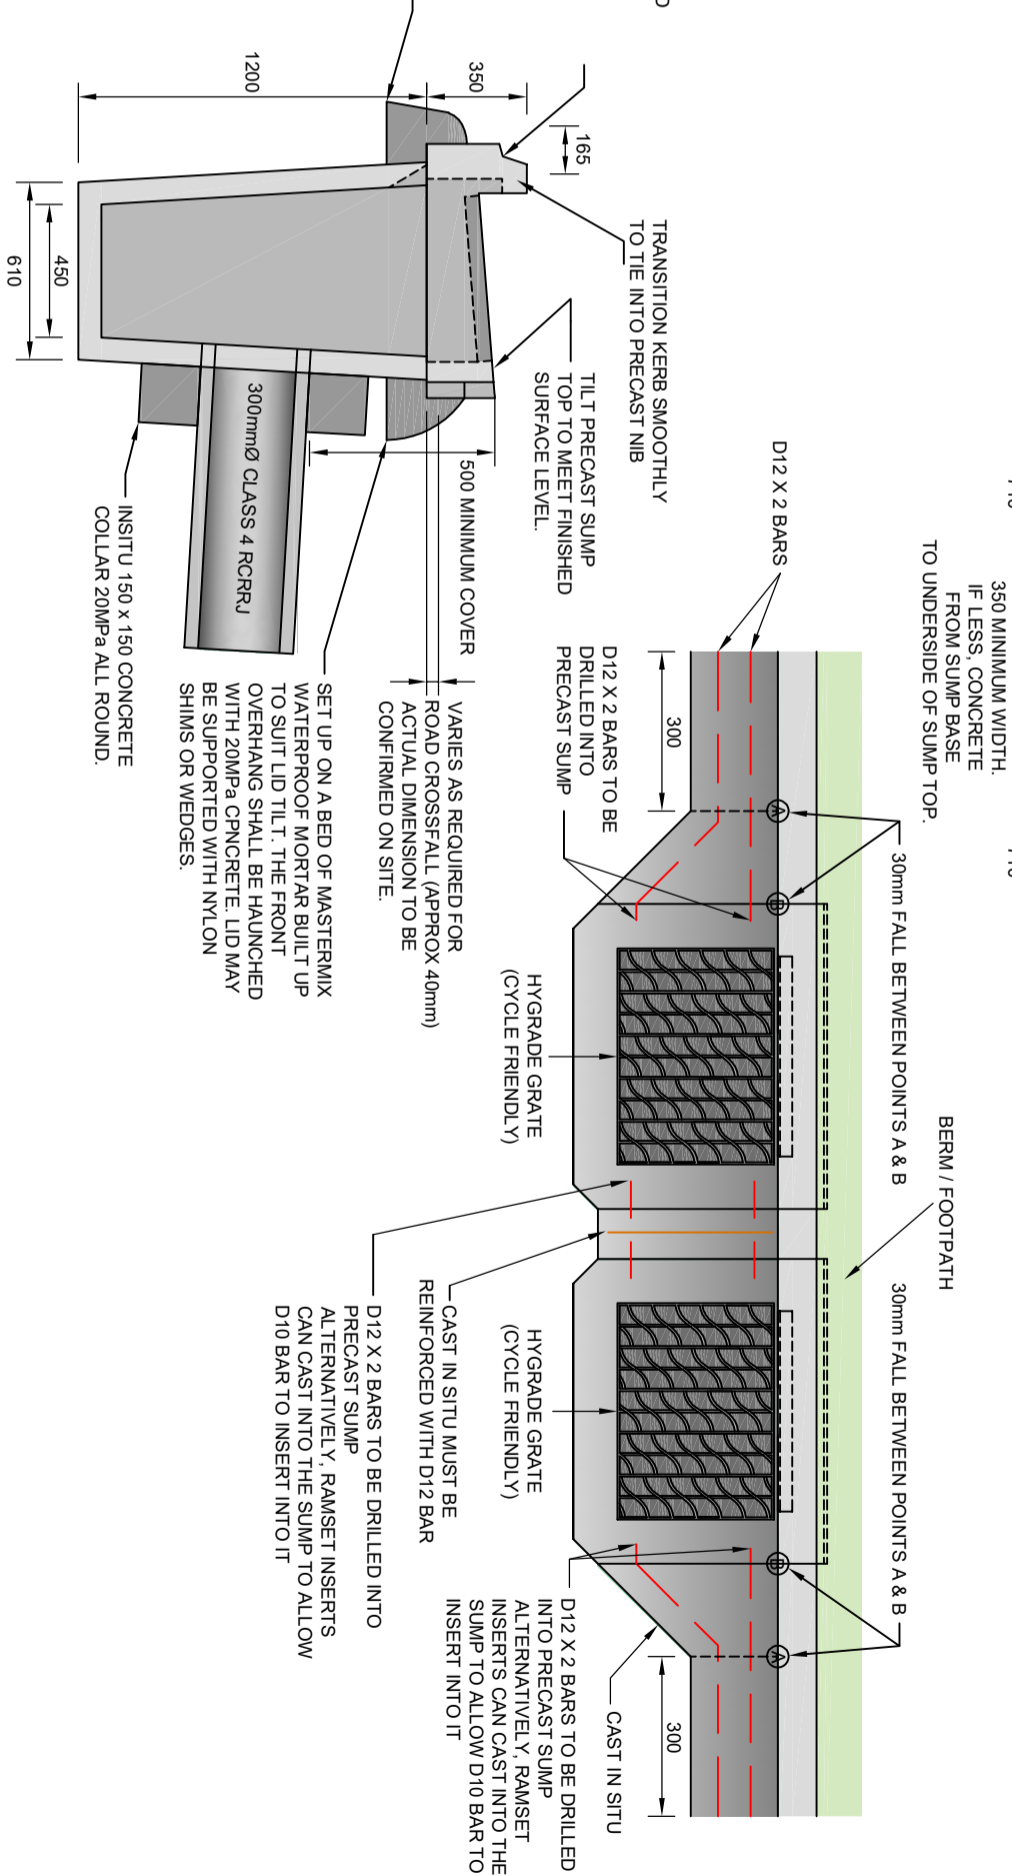 350 MINIMUM WIDTH.
IF LESS, CONCRETE
FROM SUMP BASE
TO UNDERSIDE OF SUMP TOP.
30mm FALL BETWEEN POINTS A & B
BERM / FOOTPATH
30mm FALL BETWEEN POINTS A & B
D12 X 2 BARS
A
B
B
A
300
300
D12 X 2 BARS TO BE
DRILLED INTO
PRECAST SUMP
HYGRADE GRATE
(CYCLE FRIENDLY)
HYGRADE GRATE
(CYCLE FRIENDLY)
CAST IN SITU
D12 X 2 BARS TO BE DRILLED
INTO PRECAST SUMP
ALTERNATIVELY, RAMSET
INSERTS CAN CAST INTO THE
SUMP TO ALLOW D10 BAR TO
INSERT INTO IT
CAST IN SITU MUST BE
REINFORCED WITH D12 BAR
D12 X 2 BARS TO BE DRILLED INTO
PRECAST SUMP
ALTERNATIVELY, RAMSET INSERTS
CAN CAST INTO THE SUMP TO ALLOW
D10 BAR TO INSERT INTO IT
TRANSITION KERB SMOOTHLY
TO TIE INTO PRECAST NIB
165
TILT PRECAST SUMP
TOP TO MEET FINISHED
SURFACE LEVEL.
350
1200
500 MINIMUM COVER
VARIES AS REQUIRED FOR
ROAD CROSSFALL (APPROX 40mm)
ACTUAL DIMENSION TO BE
CONFIRMED ON SITE.
SET UP ON A BED OF MASTERMIX
WATERPROOF MORTAR BUILT UP
TO SUIT LID TILT. THE FRONT
OVERHANG SHALL BE HAUNCHED
WITH 20MPa CPNCRETE. LID MAY
BE SUPPORTED WITH NYLON
SHIMS OR WEDGES.
300mmØ CLASS 4 RCRRJ
INSITU 150 x 150 CONCRETE
COLLAR 20MPa ALL ROUND.
450
610